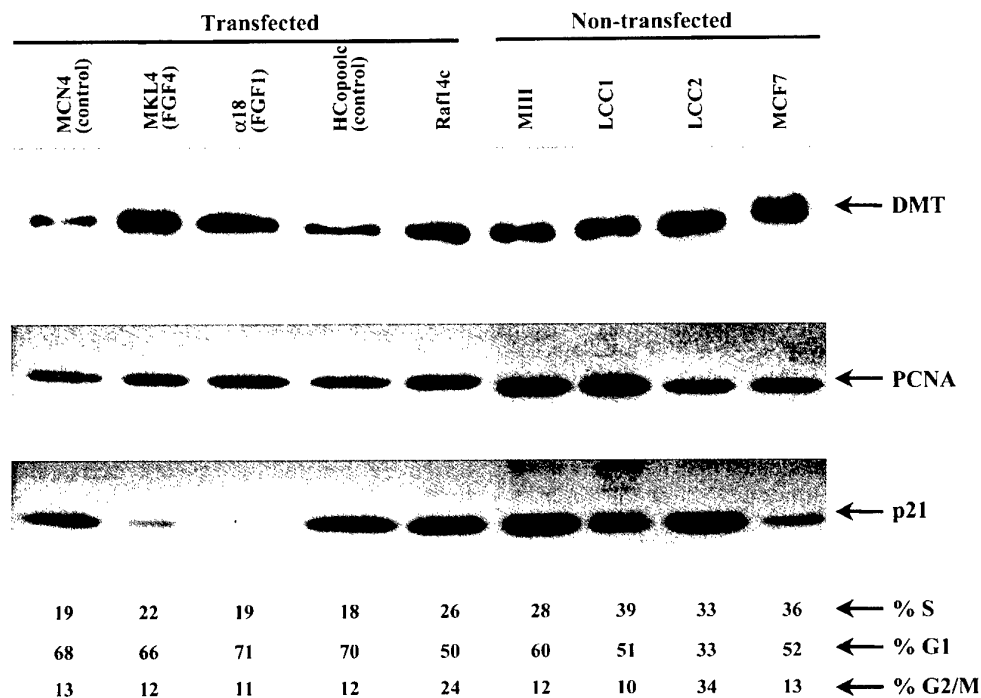 Transfected Non-transfected
MCN4 (control)
MKL4 (FGF4)
α18 (FGF1)
HCopoolc (control)
Raf14c
MIII
LCC1
LCC2
MCF7
DMT
PCNA
p21
19 22 19 18 26 28 39 33 36 % S
68 66 71 70 50 60 51 33 52 % G1
13 12 11 12 24 12 10 34 13 % G2/M